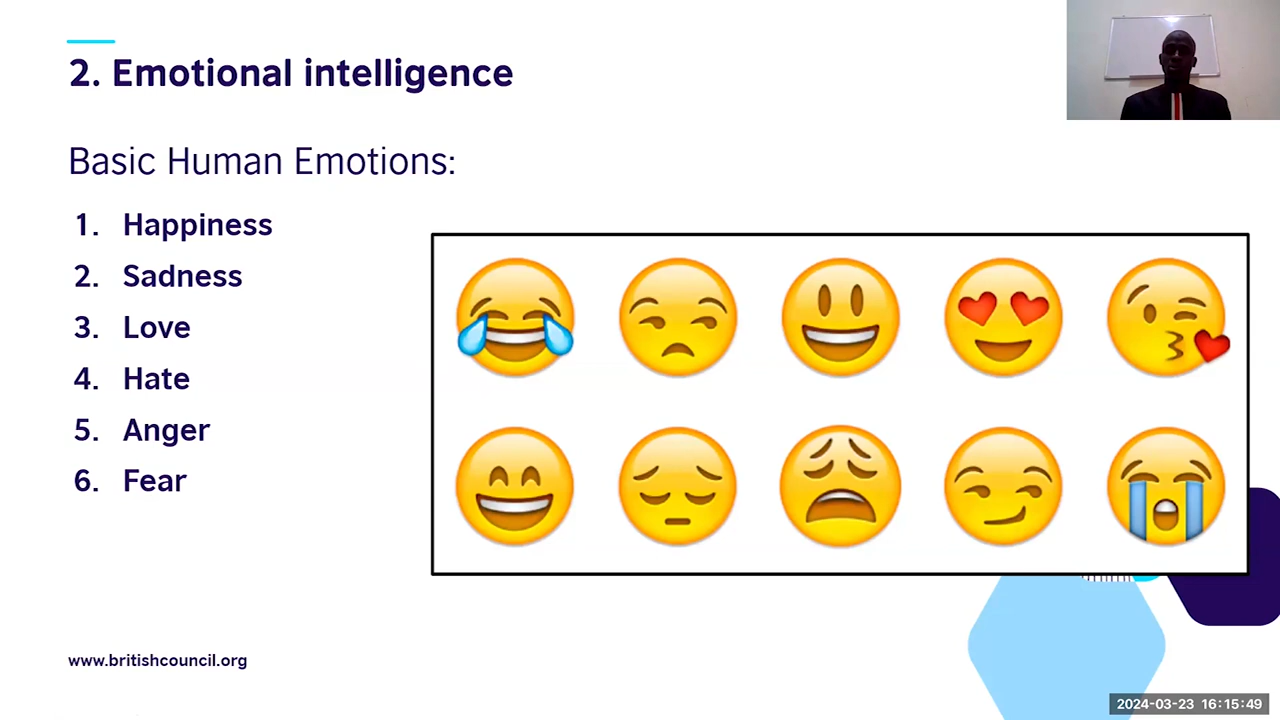 2. Emotional intelligence
Basic Human Emotions:
1. Happiness
2. Sadness
3. Love
4. Hate
5. Anger
6. Fear
www.britishcouncil.org
2024-03-23 16:15:49